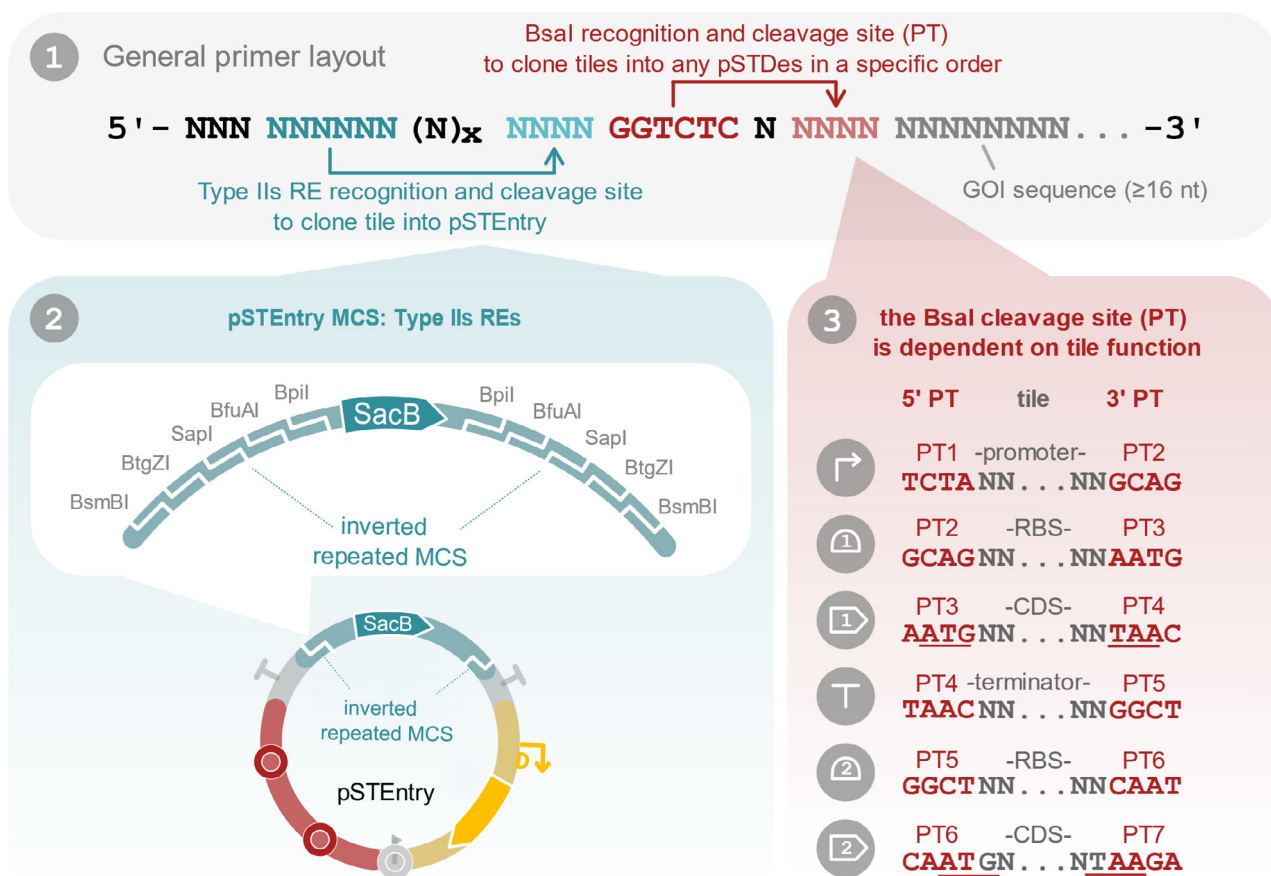 1 General primer layout
BsaI recognition and cleavage site (PT)
to clone tiles into any pSTDes in a specific order
5'- NNN NNNNNN (N)x NNNN GGTCTC N NNNN NNNNNNNN... -3'
Type IIs RE recognition and cleavage site
to clone tile into pSTEntry
GOI sequence (≥16 nt)
2 pSTEntry MCS: Type IIs REs
BsmBI
BtgZI
SapI
BfuAI
BpiI
SacB
BpiI
BfuAI
SapI
BtgZI
BsmBI
inverted
repeated MCS
SacB
inverted
repeated MCS
pSTEntry
3 the BsaI cleavage site (PT)
is dependent on tile function
5' PT tile 3' PT
PT1 -promoter- PT2
TCTANN...NNGCAG
1 PT2 -RBS- PT3
GCAGNN...NNAATG
1 PT3 -CDS- PT4
AATGNN...NNTAAC
PT4 -terminator- PT5
TAACNN...NNGGCT
2 PT5 -RBS- PT6
GGCTNN...NNCAAT
2 PT6 -CDS- PT7
CAATGN...NTAAGA